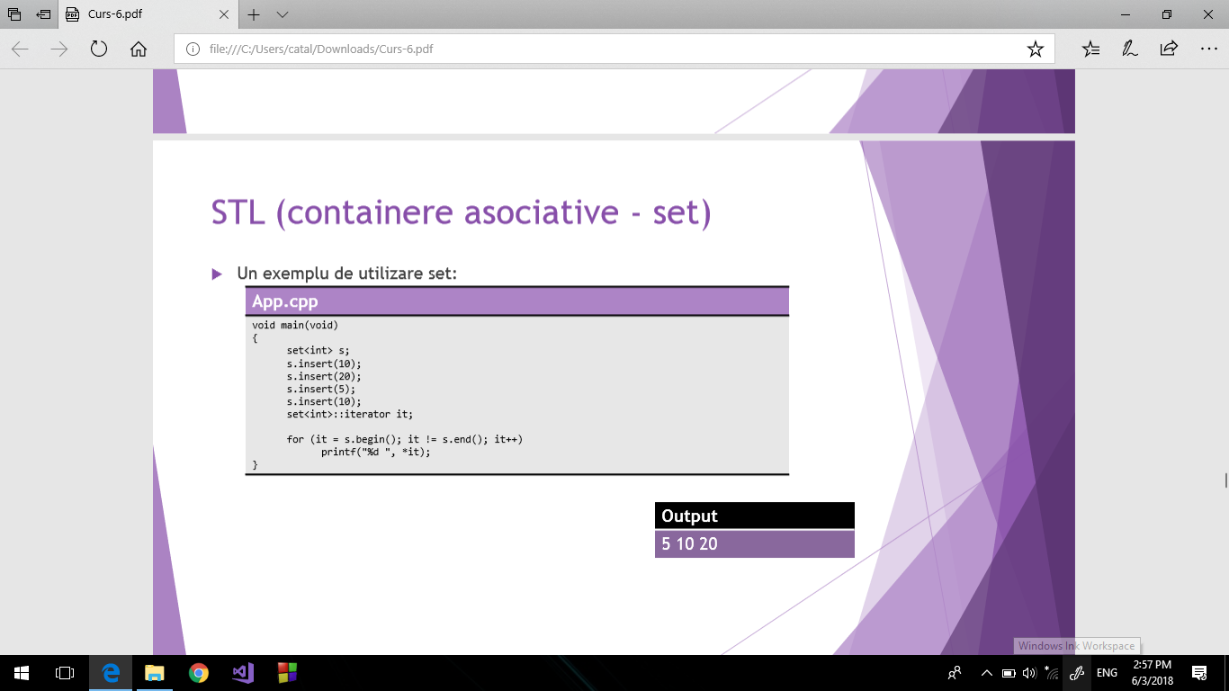 Curs-6.pdf
file:///C:/Users/catal/Downloads/Curs-6.pdf
STL (containere asociative - set)
Un exemplu de utilizare set:
App.cpp
void main(void)
{
set<int> s;
s.insert(10);
s.insert(20);
s.insert(5);
s.insert(10);
set<int>::iterator it;
for (it = s.begin(); it != s.end(); it++)
printf("%d ", *it);
}
Output
5 10 20
Windows Ink Workspace
ENG
2:57 PM
6/3/2018